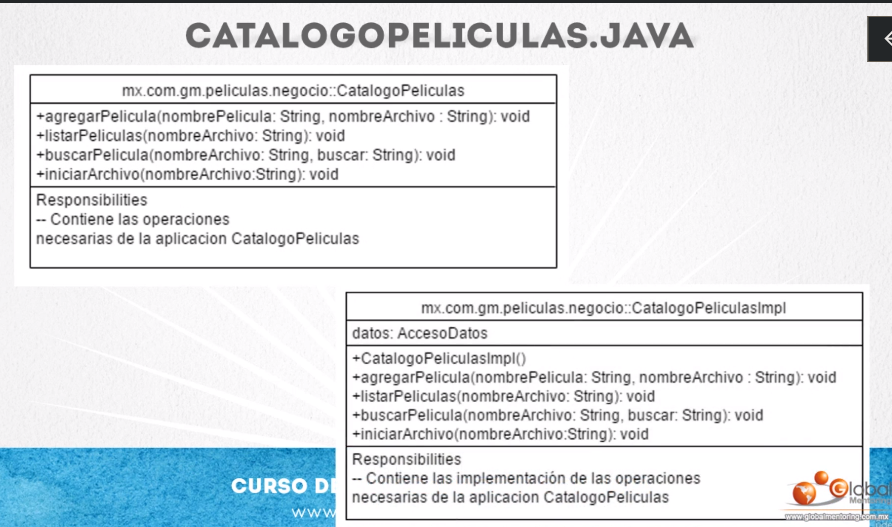 CATALOGOPELICULAS.JAVA
mx.com.gm.peliculas.negocio::CatalogoPeliculas
+agregarPelicula(nombrePelicula: String, nombreArchivo : String): void
+listarPeliculas(nombreArchivo: String): void
+buscarPelicula(nombreArchivo: String, buscar: String): void
+iniciarArchivo(nombreArchivo:String): void
Responsibilities
-- Contiene las operaciones
necesarias de la aplicacion CatalogoPeliculas
mx.com.gm.peliculas.negocio::CatalogoPeliculasImpl
datos: AccesoDatos
+CatalogoPeliculasImpl()
+agregarPelicula(nombrePelicula: String, nombreArchivo : String): void
+listarPeliculas(nombreArchivo: String): void
+buscarPelicula(nombreArchivo: String, buscar: String): void
+iniciarArchivo(nombreArchivo:String): void
Responsibilities
-- Contiene las implementación de las operaciones
necesarias de la aplicacion CatalogoPeliculas
CURSO DE
www
Global
www.globalmentoring.com.mx